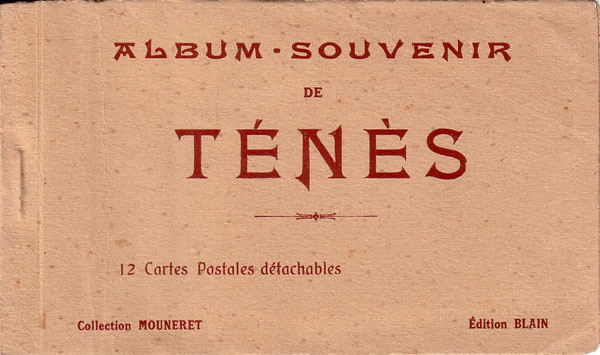 ALBUM - SOUVENIR
DE
TÉNÈS
12 Cartes Postales détachables
Collection MOUNERET
Édition BLAIN